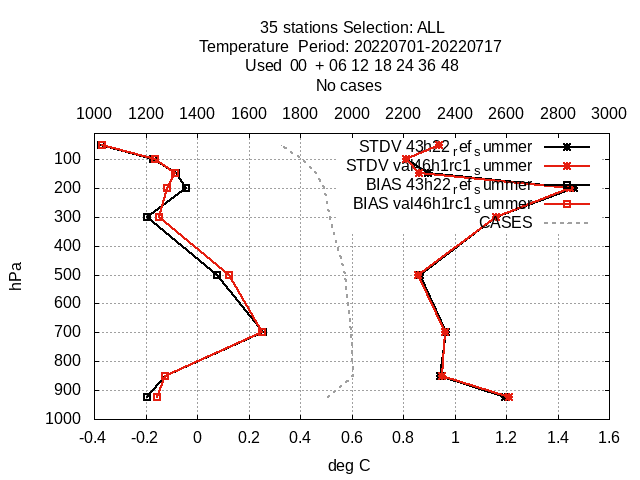 35 stations Selection: ALL
Temperature Period: 20220701-20220717
Used 00 + 06 12 18 24 36 48
No cases
1000 1200 1400 1600 1800 2000 2200 2400 2600 2800 3000
STDV 43h22_ref_summer
STDV val46h1rc1_summer
BIAS 43h22_ref_summer
BIAS val46h1rc1_summer
CASES
100
200
300
400
500
600
700
800
900
1000
hPa
-0.4 -0.2 0 0.2 0.4 0.6 0.8 1 1.2 1.4 1.6
deg C